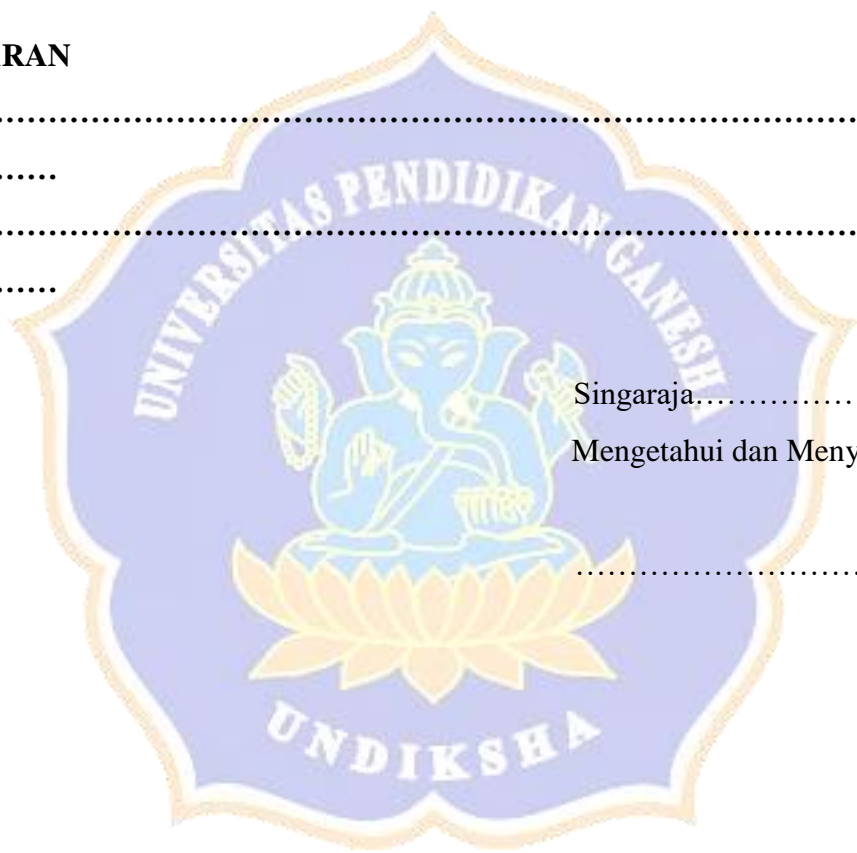 RAN
……………………………………………………………………
……
……………………………………………………………………
……
UNIVERSITAS PENDIDIKAN GANESHA
Singaraja……………
Mengetahui dan Meny
………………………
UNDIKSHA